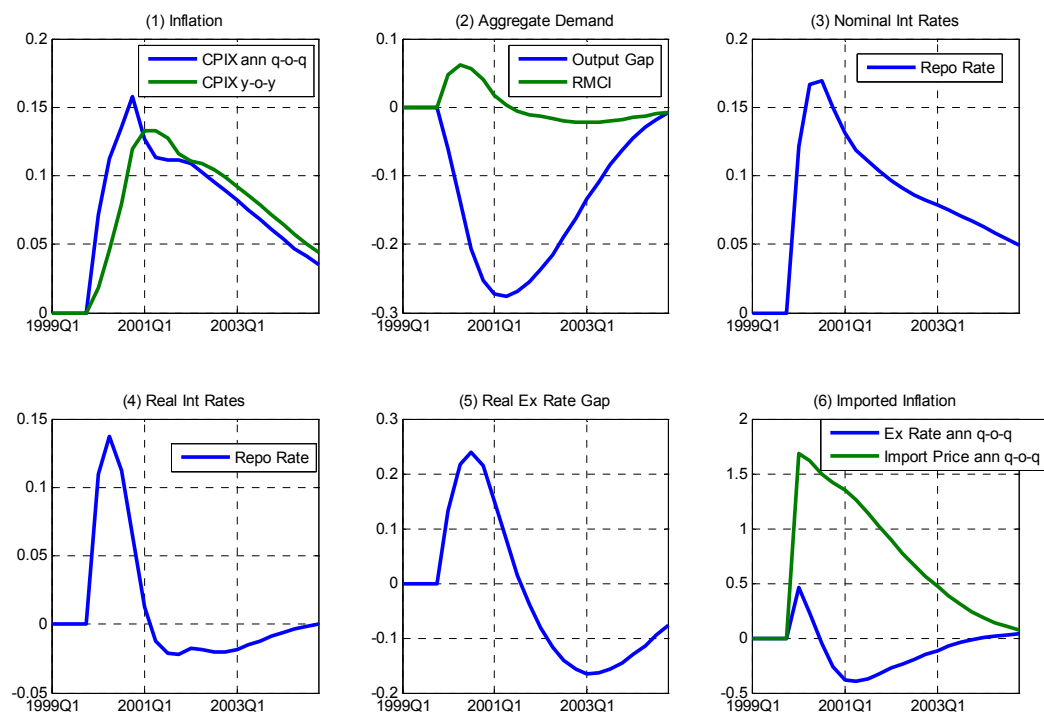 (1) Inflation
0.2
0.15
0.1
0.05
0
CPIX ann q-o-q
CPIX y-o-y
1999Q1
2001Q1
2003Q1
(2) Aggregate Demand
0.1
0
-0.1
-0.2
-0.3
Output Gap
RMCI
1999Q1
2001Q1
2003Q1
(3) Nominal Int Rates
0.2
0.15
0.1
0.05
0
Repo Rate
1999Q1
2001Q1
2003Q1
(4) Real Int Rates
0.15
0.1
0.05
0
-0.05
Repo Rate
1999Q1
2001Q1
2003Q1
(5) Real Ex Rate Gap
0.3
0.2
0.1
0
-0.1
-0.2
1999Q1
2001Q1
2003Q1
(6) Imported Inflation
2
1.5
1
0.5
0
-0.5
Ex Rate ann q-o-q
Import Price ann q-o-q
1999Q1
2001Q1
2003Q1